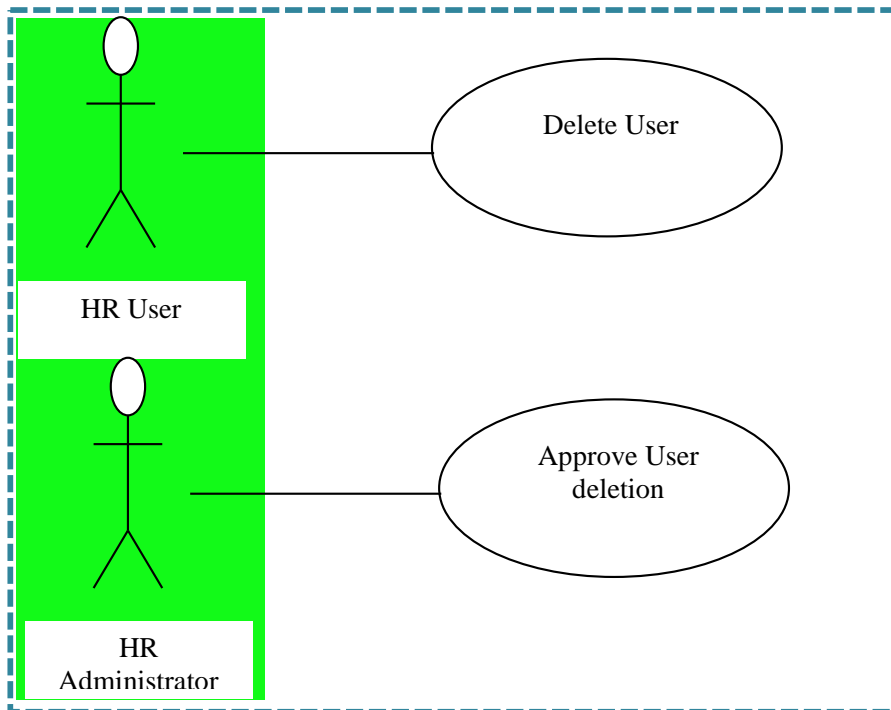 Delete User
HR User
Approve User
deletion
HR
Administrator